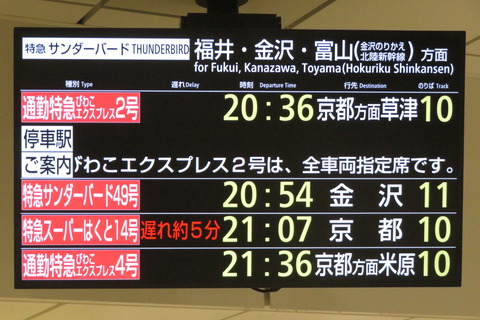 特急 サンダーバード THUNDERBIRD 福井・金沢・富山(金沢のりかえ 北陸新幹線) 方面
for Fukui, Kanazawa, Toyama(Hokuriku Shinkansen)
種別 Type 遅れ Delay 時刻 Departure Time 行先 Destination のりば Track
通勤特急 びわこエクスプレス 2号 20:36 京都方面草津 10
停車駅
ご案内 びわこエクスプレス2号は、全車両指定席です。
特急サンダーバード49号 20:54 金沢 11
特急スーパーはくと14号 遅れ約5分 21:07 京都 10
通勤特急 びわこエクスプレス 4号 21:36 京都方面米原 10